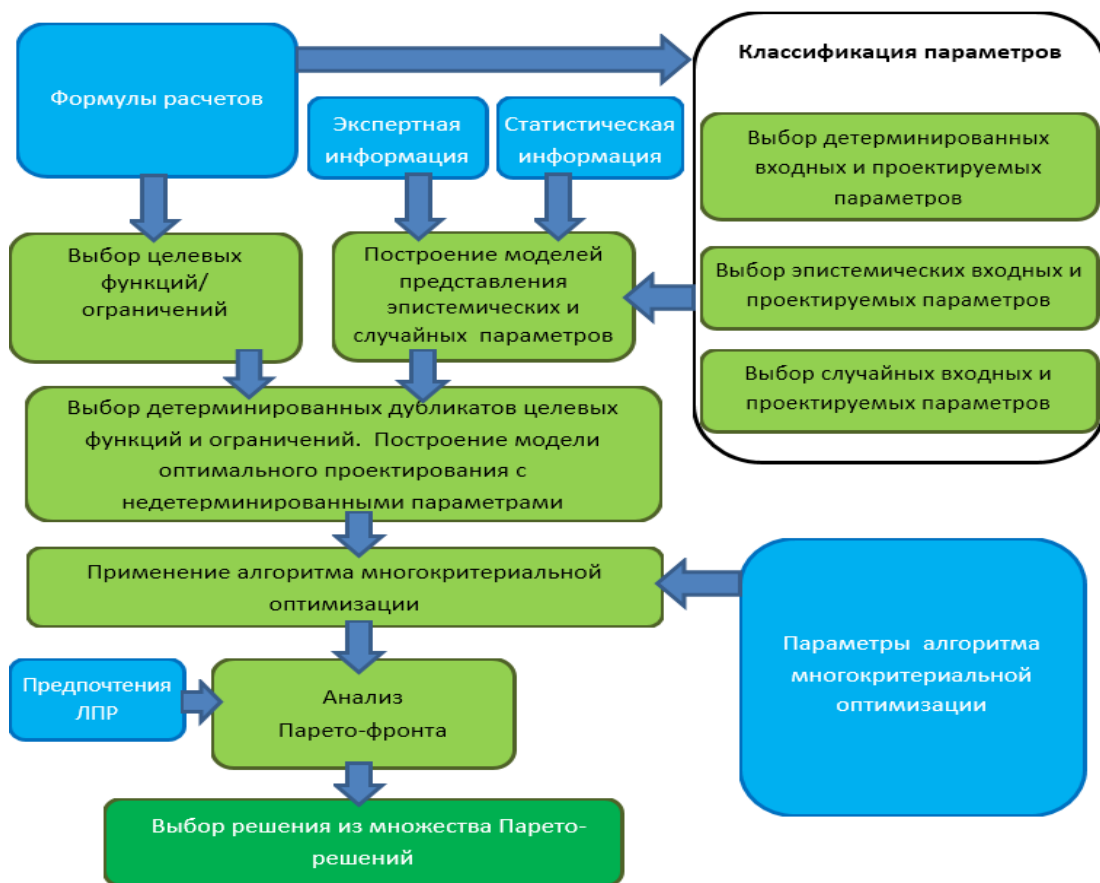 Формулы расчетов
Классификация параметров
Экспертная
информация
Статистическая
информация
Выбор детерминированных
входных и проектируемых
параметров
Выбор целевых
функций/
ограничений
Построение моделей
представления
эпистемических и
случайных параметров
Выбор эпистемических входных и
проектируемых параметров
Выбор случайных входных и
проектируемых параметров
Выбор детерминированных дубликатов целевых
функций и ограничений. Построение модели
оптимального проектирования с
недетерминированными параметрами
Применение алгоритма многокритериальной
оптимизации
Параметры алгоритма
многокритериальной
оптимизации
Предпочтения
ЛПР
Анализ
Парето-фронта
Выбор решения из множества Парето-
решений